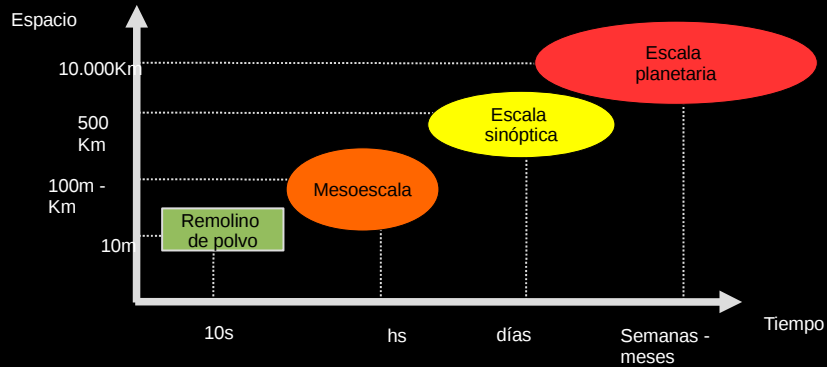 Espacio
10.000Km
Escala
planetaria
500
Km
Escala
sinóptica
100m -
Km
Mesoescala
10m
Remolino
de polvo
10s
hs
días
Semanas -
meses
Tiempo